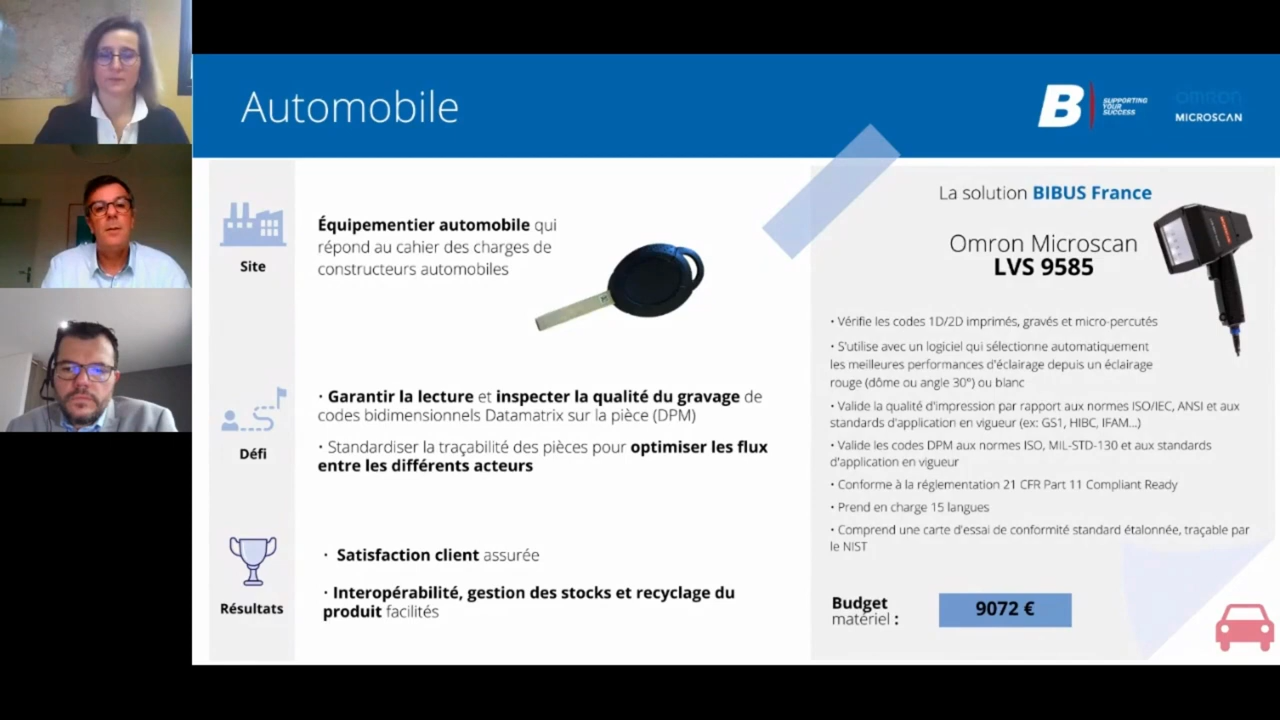 Automobile
B
SUPPORTING
YOUR
SUCCESS
OMRON
MICROSCAN
Site
Équipementier automobile qui
répond au cahier des charges de
constructeurs automobiles
Défi
· Garantir la lecture et inspecter la qualité du gravage de
codes bidimensionnels Datamatrix sur la pièce (DPM)
· Standardiser la traçabilité des pièces pour optimiser les flux
entre les différents acteurs
Résultats
· Satisfaction client assurée
· Interopérabilité, gestion des stocks et recyclage du
produit facilités
La solution BIBUS France
Omron Microscan
LVS 9585
• Vérifie les codes 1D/2D imprimés, gravés et micro-percutés
• S'utilise avec un logiciel qui sélectionne automatiquement
les meilleures performances d'éclairage depuis un éclairage
rouge (dôme ou angle 30°) ou blanc
• Valide la qualité d'impression par rapport aux normes ISO/IEC, ANSI et aux
standards d'application en vigueur (ex: GS1, HIBC, IFAM...)
• Valide les codes DPM aux normes ISO, MIL-STD-130 et aux standards
d'application en vigueur
• Conforme à la réglementation 21 CFR Part 11 Compliant Ready
• Prend en charge 15 langues
• Comprend une carte d'essai de conformité standard étalonnée, traçable par
le NIST
Budget
matériel :
9072 €